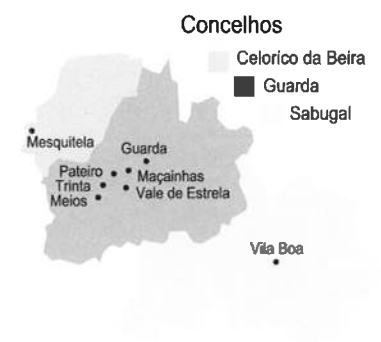 Concelhos
Celorico da Beira
Guarda
Sabugal
Mesquitela
Guarda
Pateiro
Maçainhas
Trinta
Vale de Estrela
Meios
Vila Boa